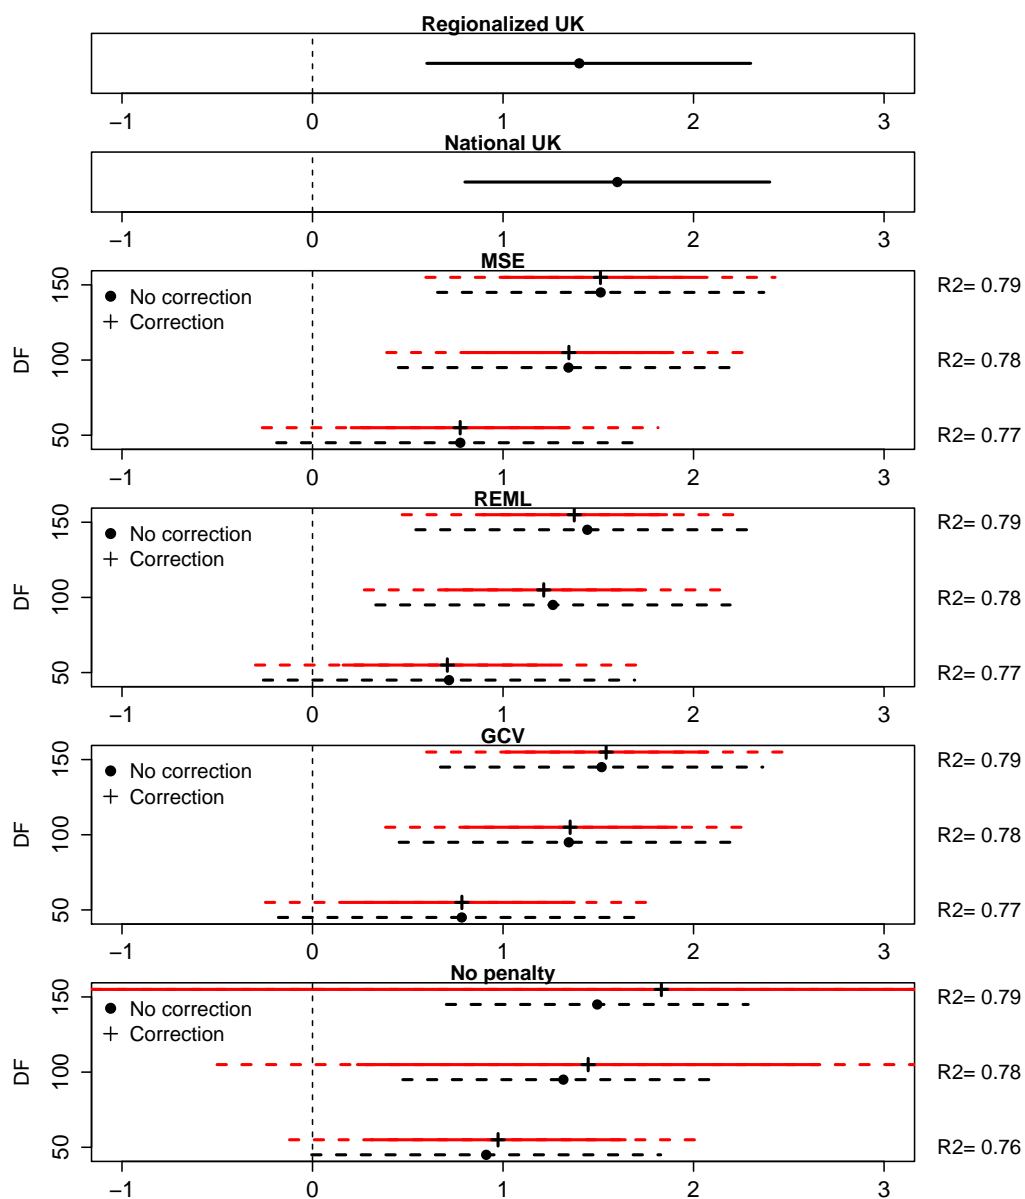 Regionalized UK
−1 0 1 2 3
National UK
−1 0 1 2 3
MSE
150 R2= 0.79
No correction
Correction
DF 100 R2= 0.78
50 R2= 0.77
−1 0 1 2 3
REML
150 R2= 0.79
No correction
Correction
DF 100 R2= 0.78
50 R2= 0.77
−1 0 1 2 3
GCV
150 R2= 0.79
No correction
Correction
DF 100 R2= 0.78
50 R2= 0.77
−1 0 1 2 3
No penalty
150 R2= 0.79
No correction
Correction
DF 100 R2= 0.78
50 R2= 0.76
−1 0 1 2 3